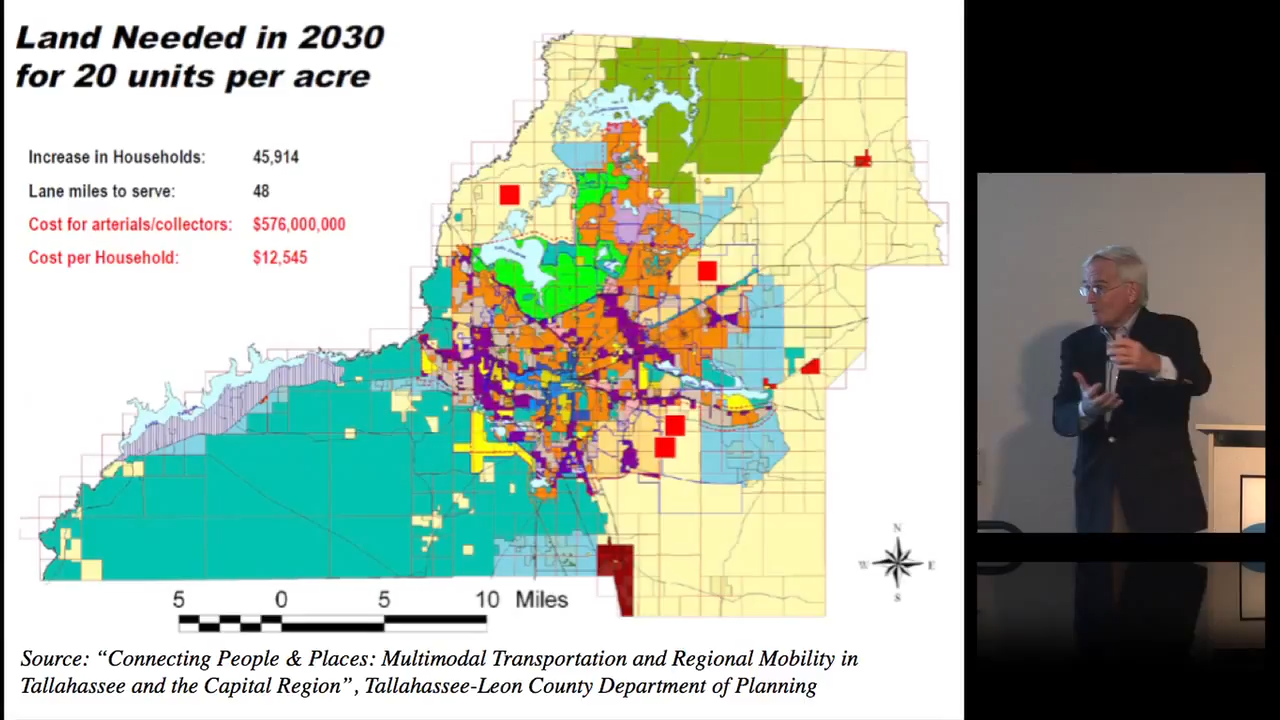 Land Needed in 2030
for 20 units per acre
Increase in Households: 45,914
Lane miles to serve: 48
Cost for arterials/collectors: $576,000,000
Cost per Household: $12,545
N
W E
S
5 0 5 10 Miles
Source: “Connecting People & Places: Multimodal Transportation and Regional Mobility in
Tallahassee and the Capital Region”, Tallahassee-Leon County Department of Planning